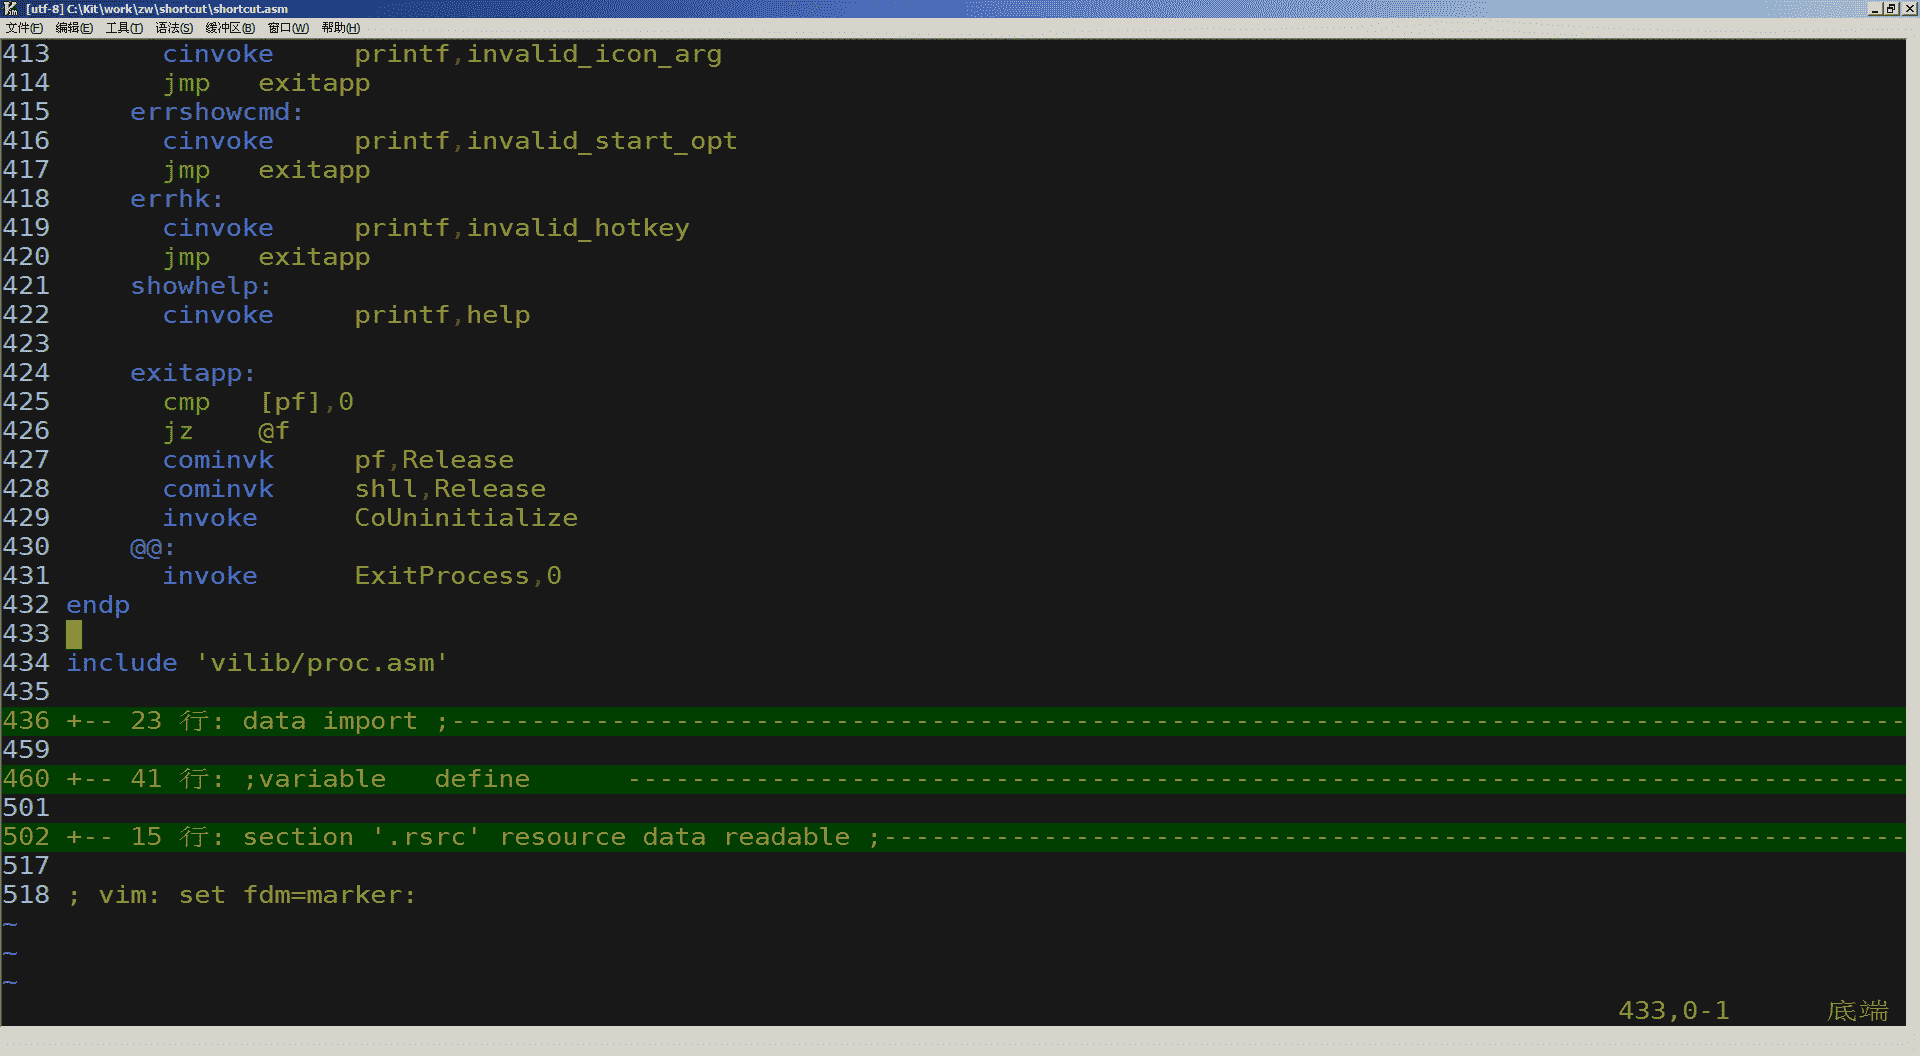 [utf-8] C:\Kit\work\zw\shortcut\shortcut.asm
文件(F) 编辑(E) 工具(T) 语法(S) 缓冲区(B) 窗口(W) 帮助(H)
413       cinvoke     printf,invalid_icon_arg
414       jmp   exitapp
415     errshowcmd:
416       cinvoke     printf,invalid_start_opt
417       jmp   exitapp
418     errhk:
419       cinvoke     printf,invalid_hotkey
420       jmp   exitapp
421     showhelp:
422       cinvoke     printf,help
423
424     exitapp:
425       cmp   [pf],0
426       jz    @f
427       cominvk     pf,Release
428       cominvk     shll,Release
429       invoke      CoUninitialize
430     @@:
431       invoke      ExitProcess,0
432 endp
433
434 include 'vilib/proc.asm'
435
436 +-- 23 行: data import ;-------------------------------------------------------------------------------------------
459
460 +-- 41 行: ;variable   define      --------------------------------------------------------------------------------
501
502 +-- 15 行: section '.rsrc' resource data readable ;----------------------------------------------------------------
517
518 ; vim: set fdm=marker:
~
~
~
433,0-1      底端